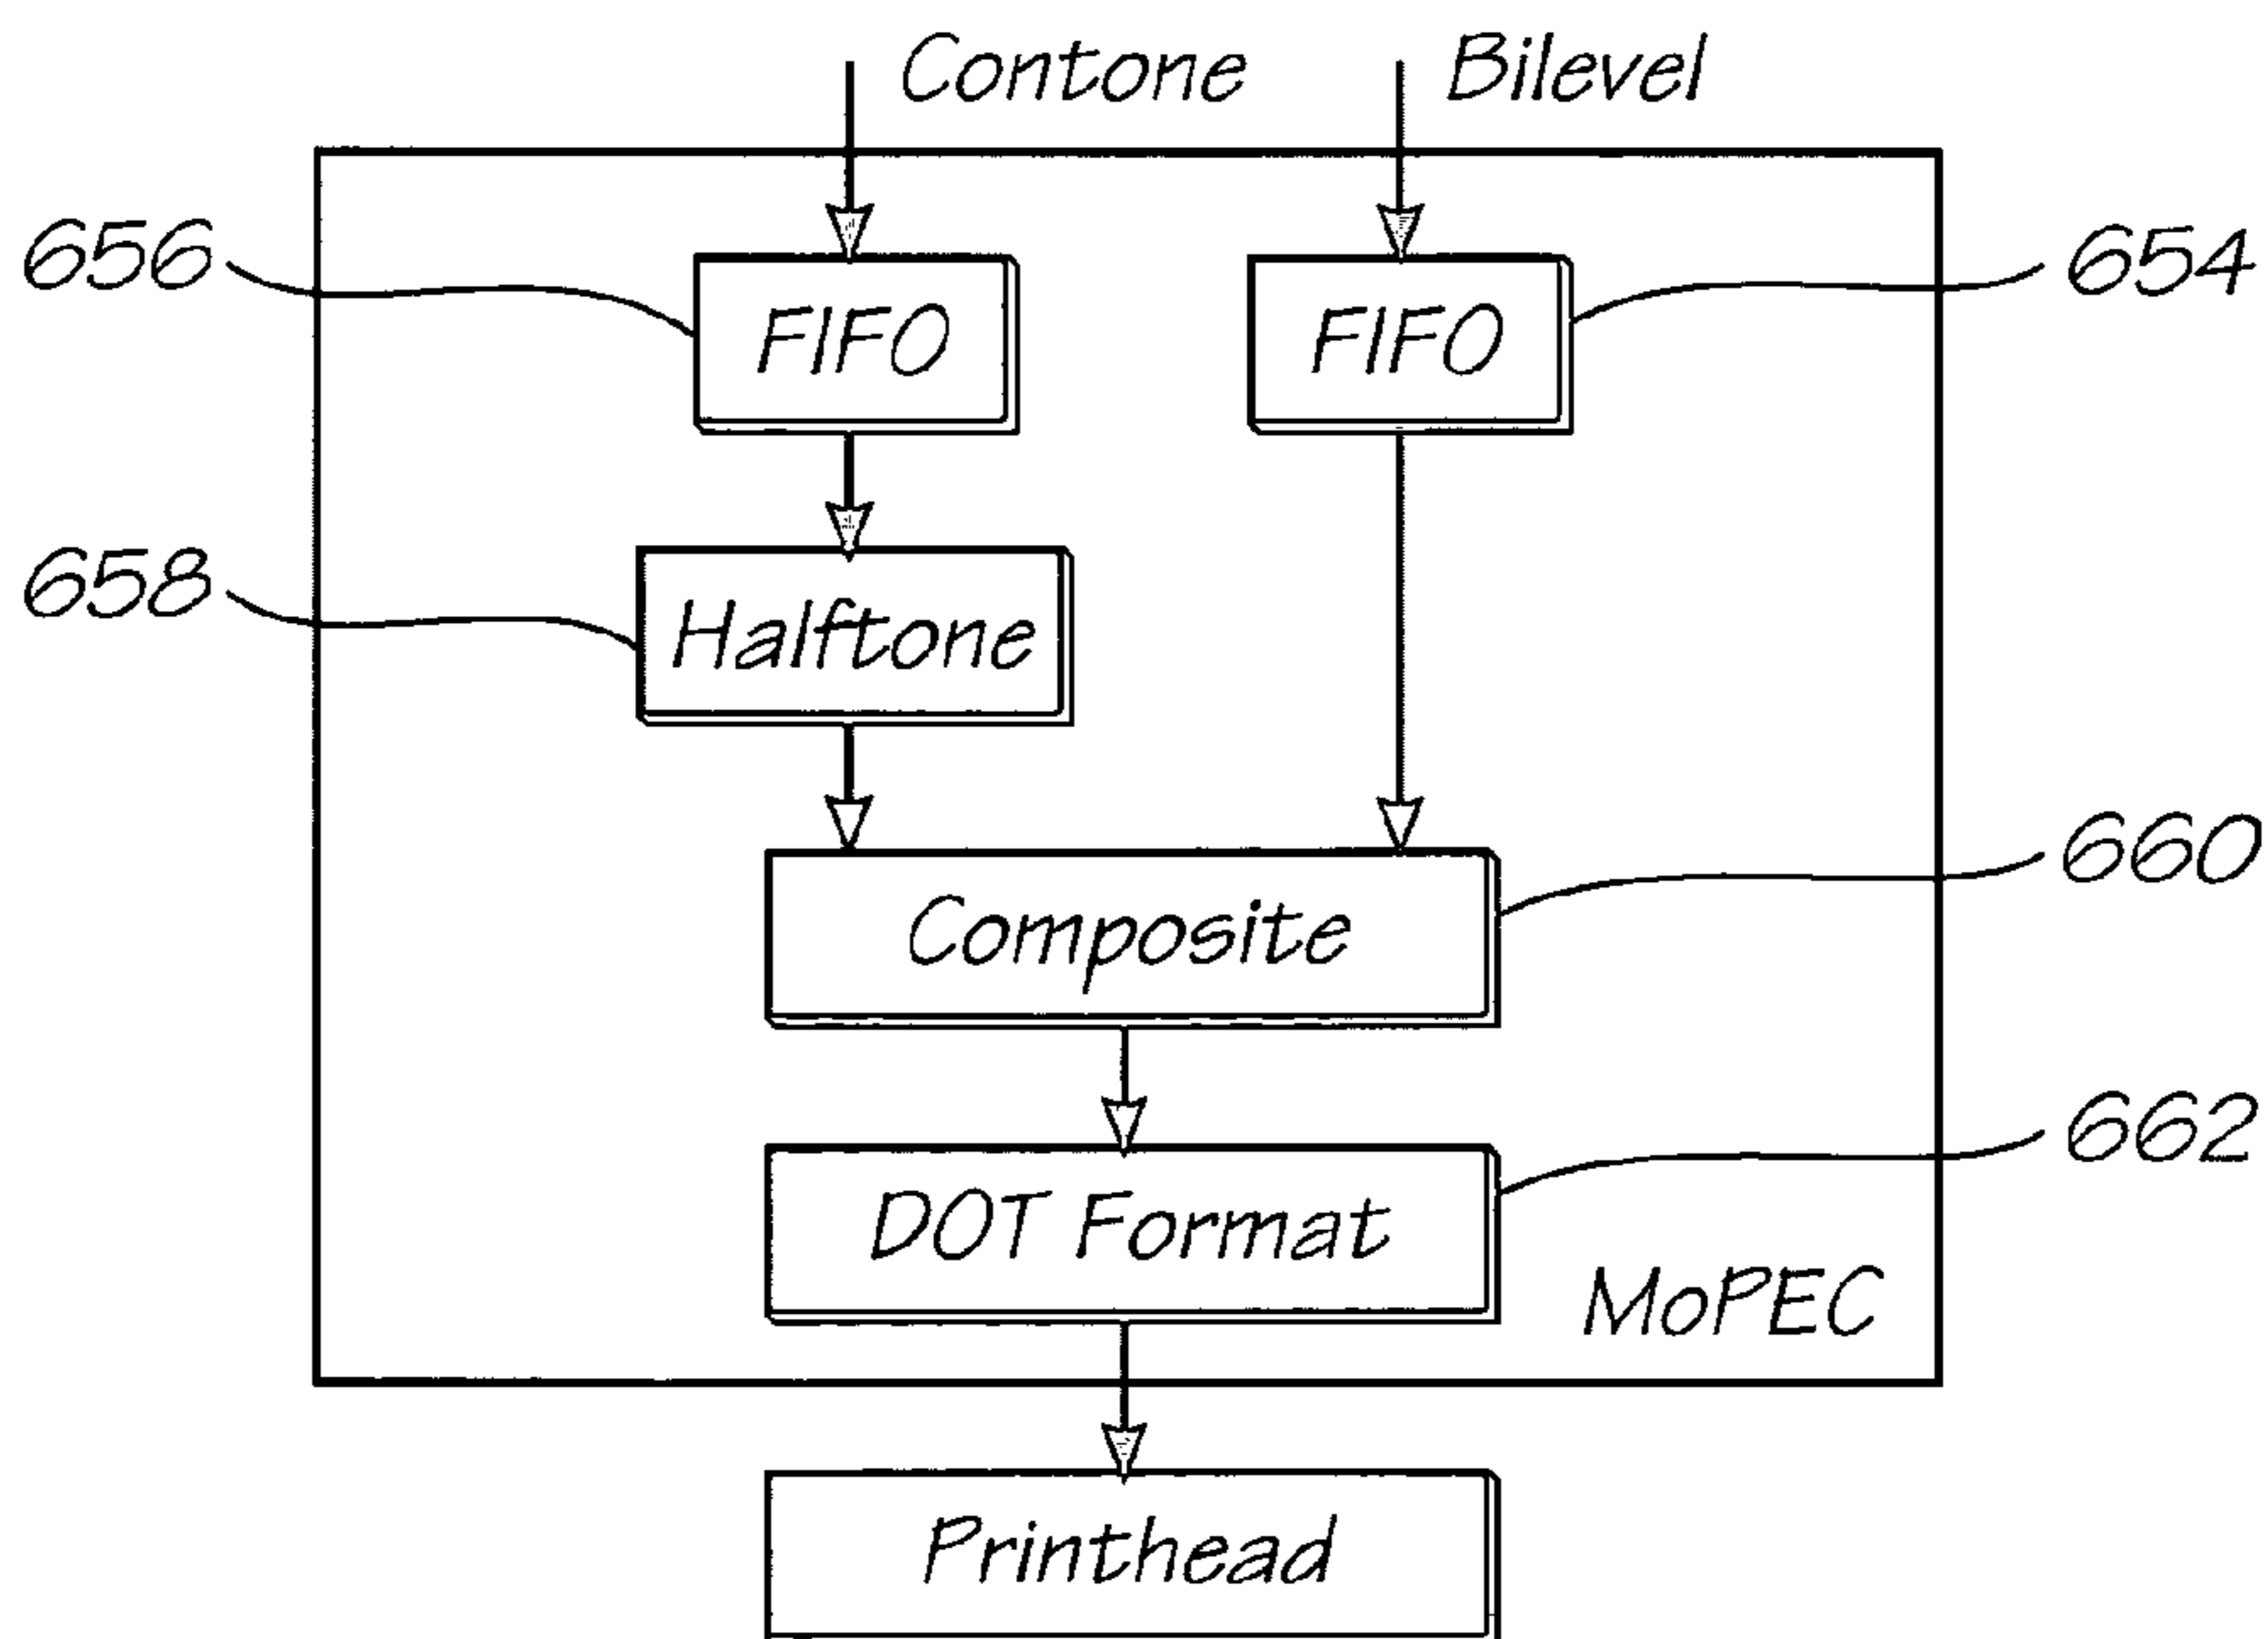 Contone
Bilevel
656
FIFO
FIFO
654
658
Halftone
660
Composite
662
DOT Format
MoPEC
Printhead